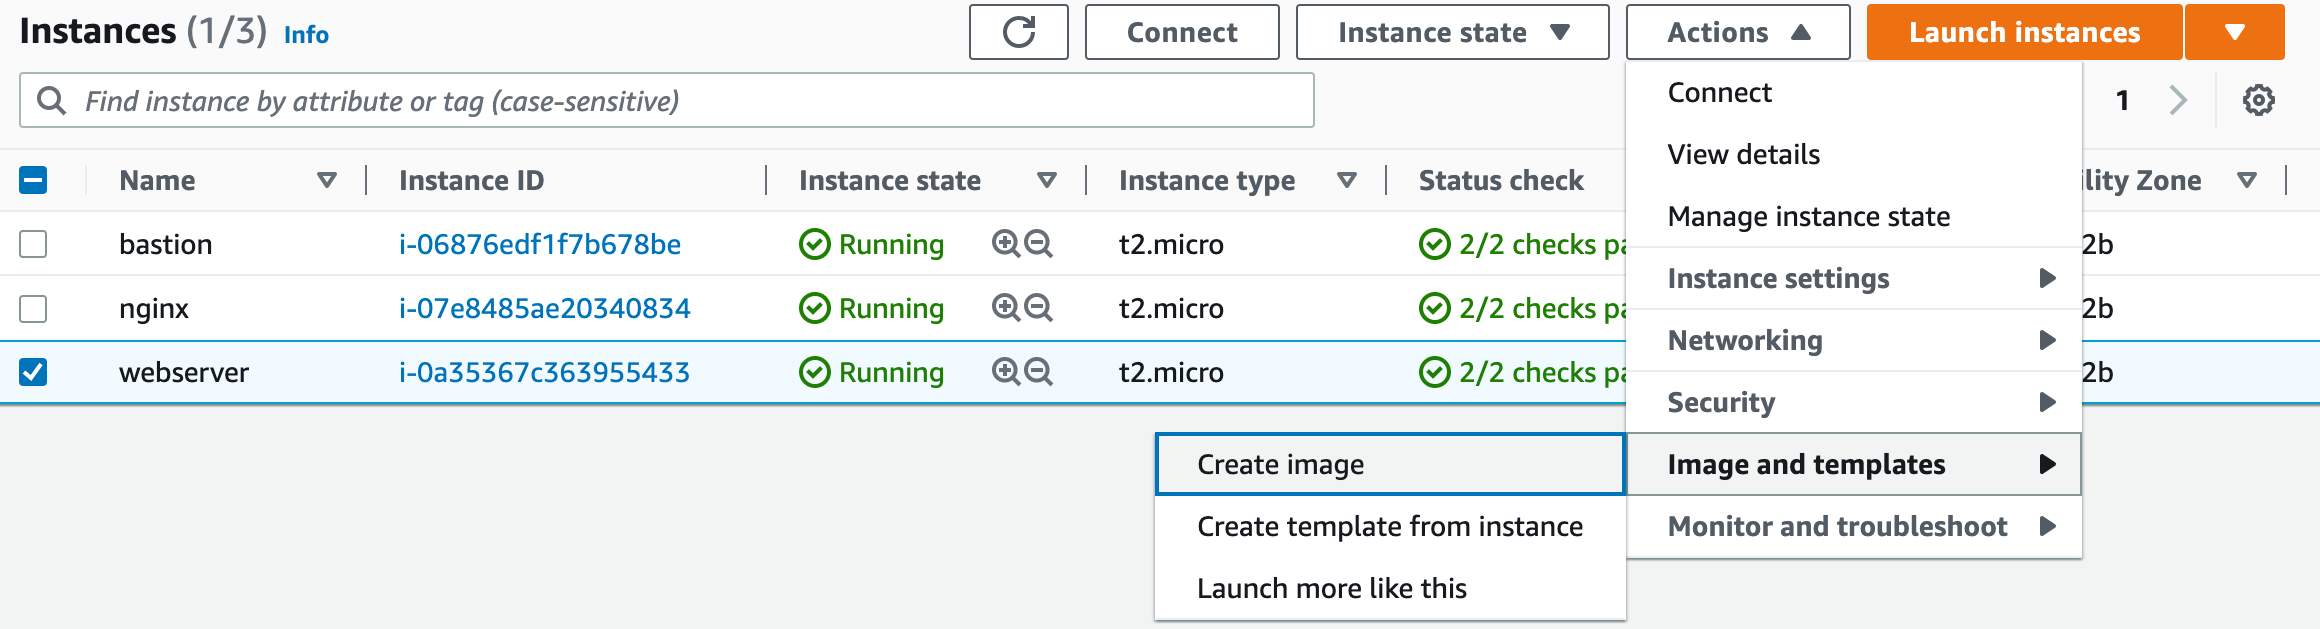 Instances (1/3) Info
Connect
Instance state
Actions
Launch instances
Find instance by attribute or tag (case-sensitive)
1
Name Instance ID Instance state Instance type Status check ility Zone
bastion i-06876edf1f7b678be Running t2.micro 2/2 checks pa 2b
nginx i-07e8485ae20340834 Running t2.micro 2/2 checks pa 2b
webserver i-0a35367c363955433 Running t2.micro 2/2 checks pa 2b
Connect
View details
Manage instance state
Instance settings
Networking
Security
Image and templates
Monitor and troubleshoot
Create image
Create template from instance
Launch more like this